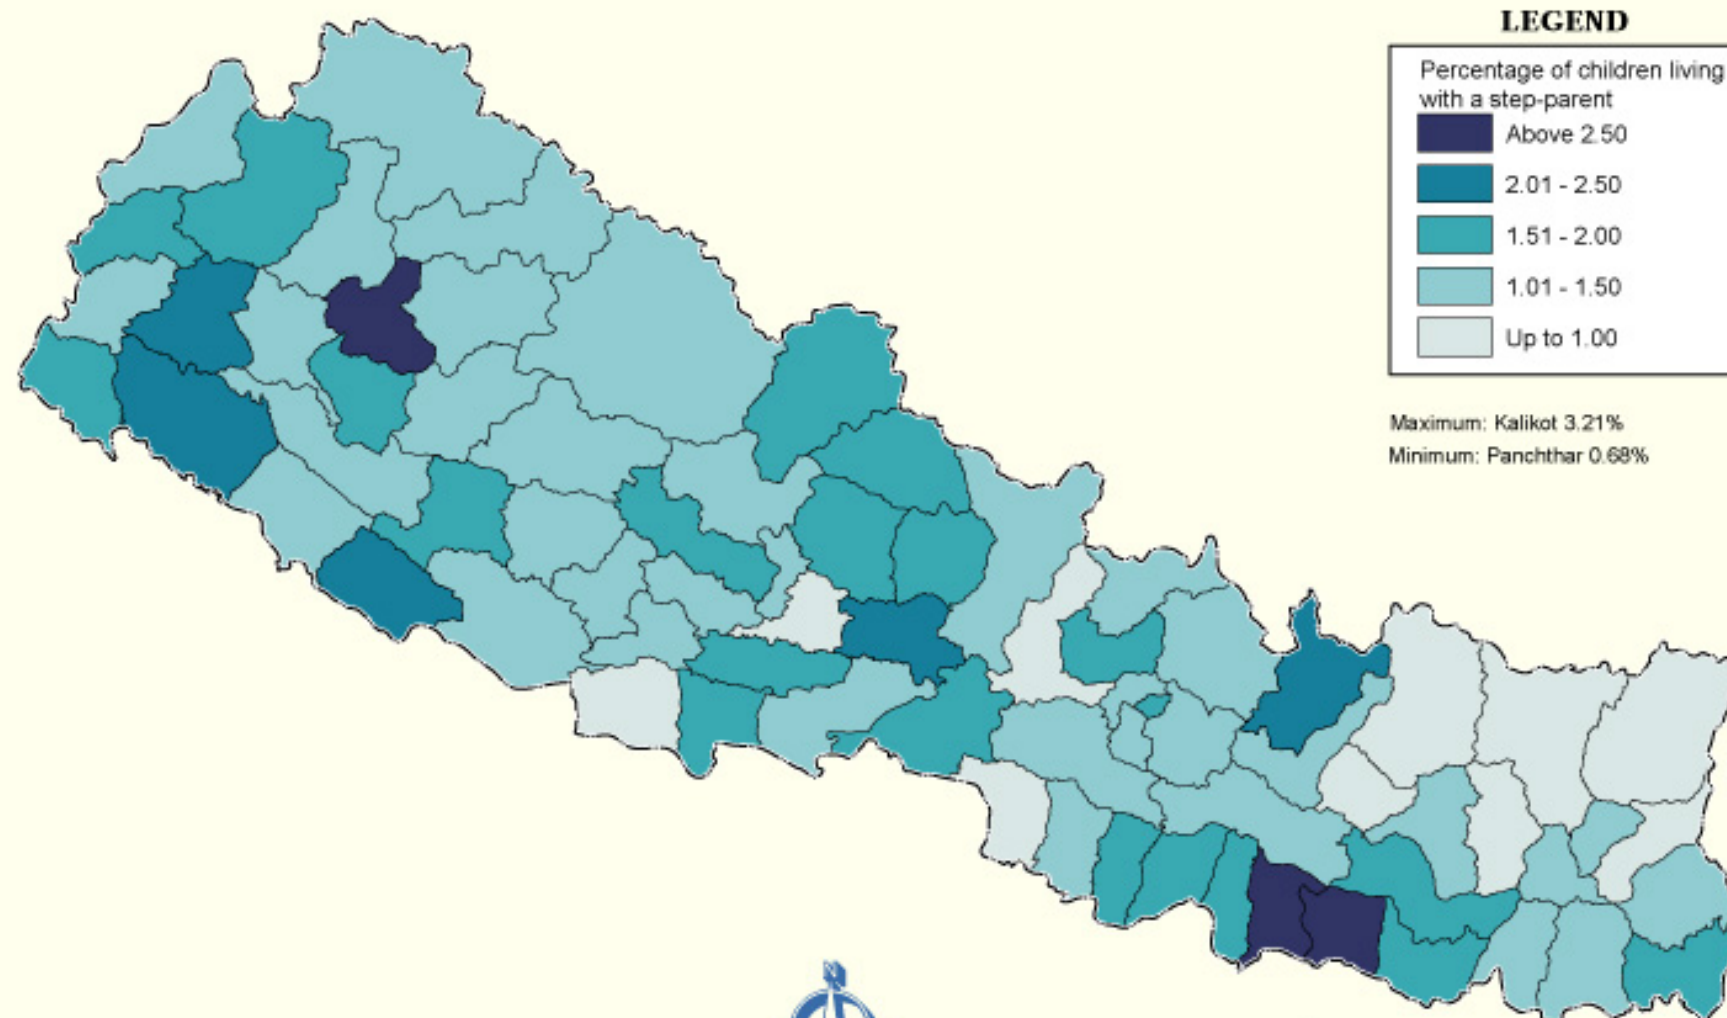 LEGEND
Percentage of children living
with a step-parent
Above 2.50
2.01 - 2.50
1.51 - 2.00
1.01 - 1.50
Up to 1.00
Maximum: Kalikot 3.21%
Minimum: Panchthar 0.68%
N